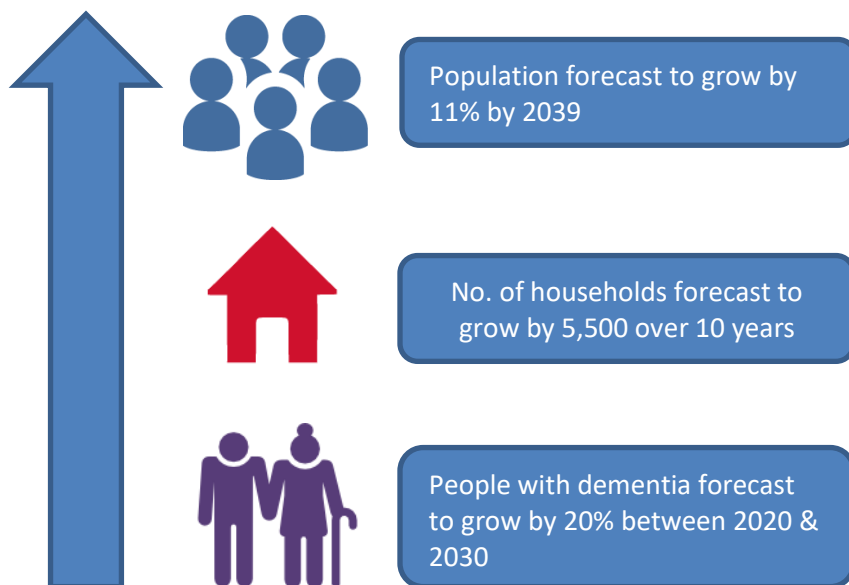 Population forecast to grow by
11% by 2039
No. of households forecast to
grow by 5,500 over 10 years
People with dementia forecast
to grow by 20% between 2020 &
2030